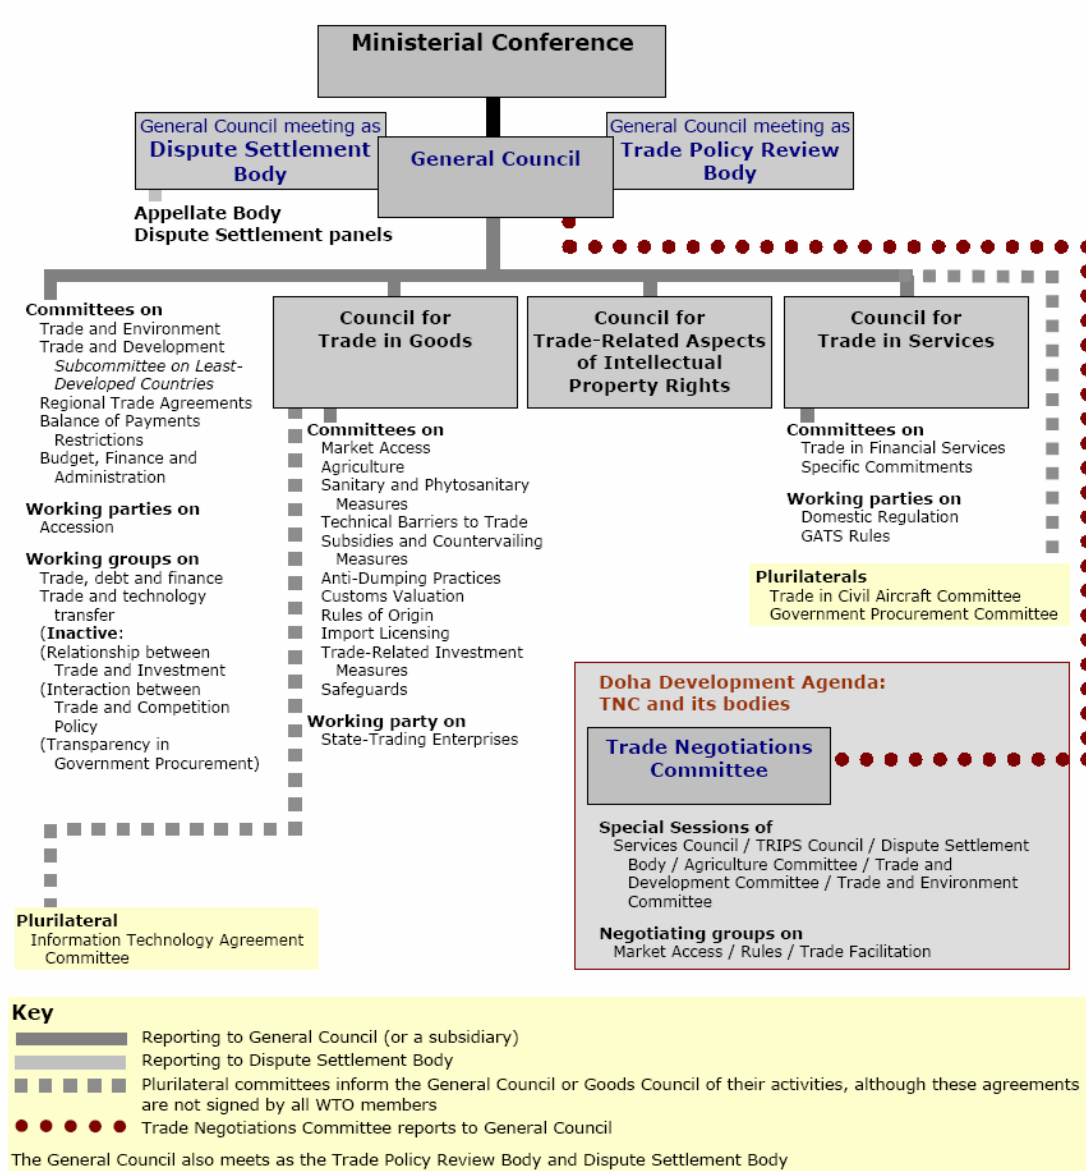 Ministerial Conference
General Council meeting as
Dispute Settlement
Body
General Council
General Council meeting as
Trade Policy Review
Body
Appellate Body
Dispute Settlement panels
Committees on
Trade and Environment
Trade and Development
Subcommittee on Least-
Developed Countries
Regional Trade Agreements
Balance of Payments
Restrictions
Budget, Finance and
Administration
Working parties on
Accession
Working groups on
Trade, debt and finance
Trade and technology
transfer
(Inactive:
(Relationship between
Trade and Investment
(Interaction between
Trade and Competition
Policy
(Transparency in
Government Procurement)
Council for
Trade in Goods
Committees on
Market Access
Agriculture
Sanitary and Phytosanitary
Measures
Technical Barriers to Trade
Subsidies and Countervailing
Measures
Anti-Dumping Practices
Customs Valuation
Rules of Origin
Import Licensing
Trade-Related Investment
Measures
Safeguards
Working party on
State-Trading Enterprises
Council for
Trade-Related Aspects
of Intellectual
Property Rights
Council for
Trade in Services
Committees on
Trade in Financial Services
Specific Commitments
Working parties on
Domestic Regulation
GATS Rules
Plurilaterals
Trade in Civil Aircraft Committee
Government Procurement Committee
Doha Development Agenda:
TNC and its bodies
Trade Negotiations
Committee
Special Sessions of
Services Council / TRIPS Council / Dispute Settlement
Body / Agriculture Committee / Trade and
Development Committee / Trade and Environment
Committee
Negotiating groups on
Market Access / Rules / Trade Facilitation
Plurilateral
Information Technology Agreement
Committee
Key
Reporting to General Council (or a subsidiary)
Reporting to Dispute Settlement Body
Plurilateral committees inform the General Council or Goods Council of their activities, although these agreements
are not signed by all WTO members
Trade Negotiations Committee reports to General Council
The General Council also meets as the Trade Policy Review Body and Dispute Settlement Body